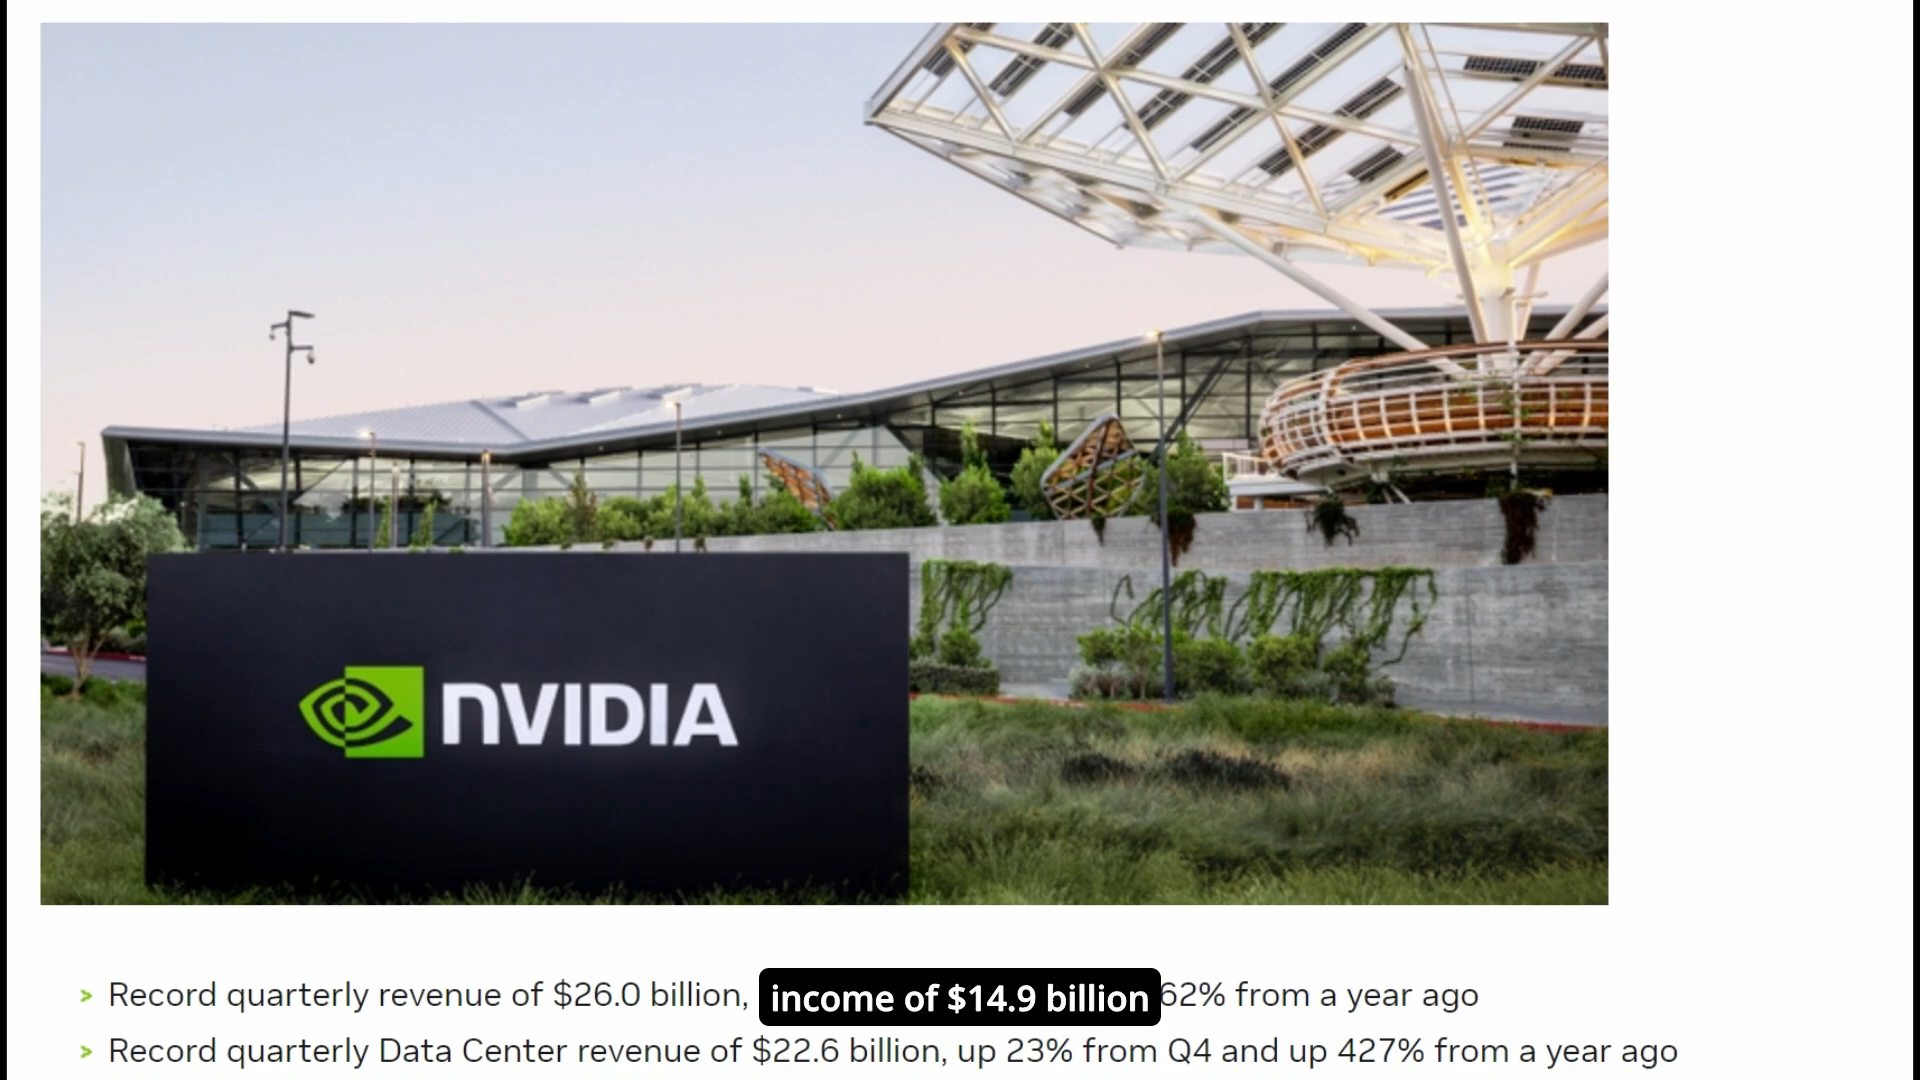 NVIDIA
> Record quarterly revenue of $26.0 billion, 62% from a year ago
income of $14.9 billion
> Record quarterly Data Center revenue of $22.6 billion, up 23% from Q4 and up 427% from a year ago